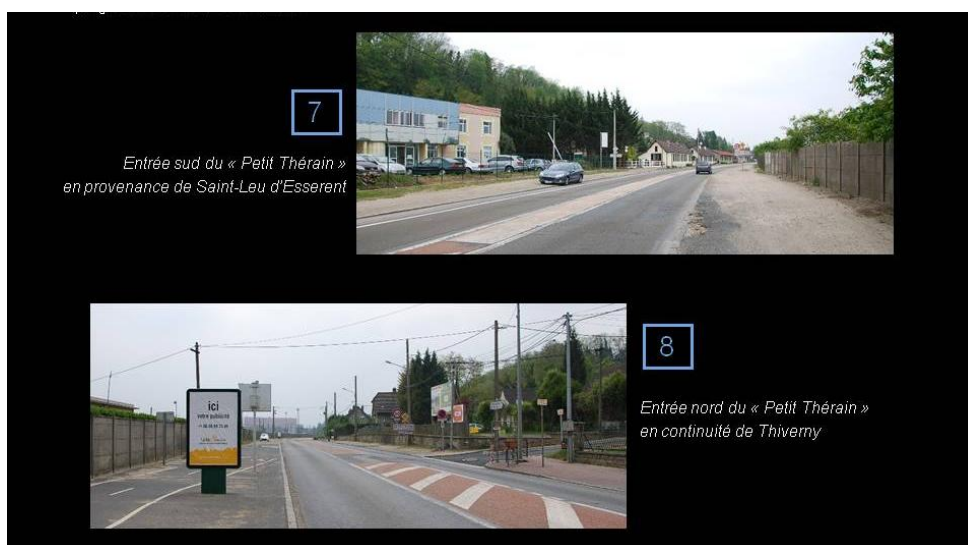 7
Entrée sud du « Petit Thérain »
en provenance de Saint-Leu d'Esserent
ici
votre publicité
8
Entrée nord du « Petit Thérain »
en continuité de Thiverny